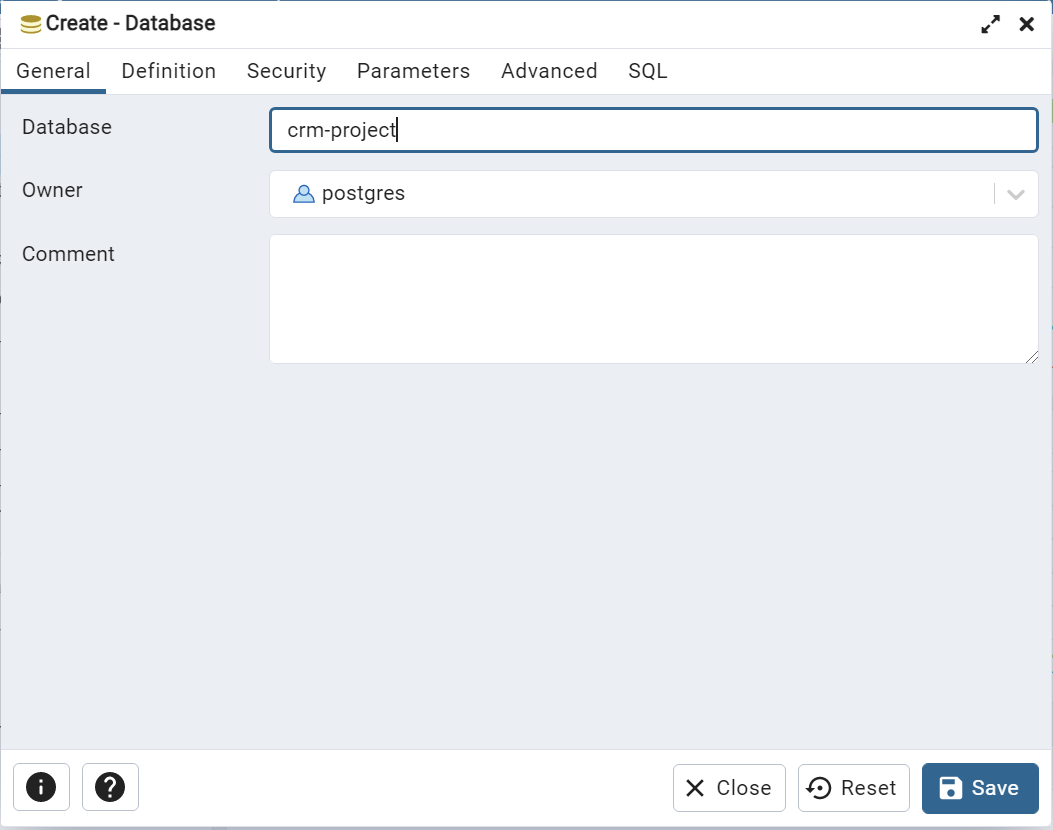 Create - Database
General Definition Security Parameters Advanced SQL
Database crm-project
Owner postgres
Comment
Close Reset Save